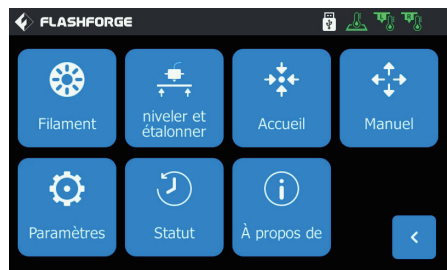 FLASHFORGE
Filament
niveler et
étalonner
Accueil
Manuel
Paramètres
Statut
À propos de